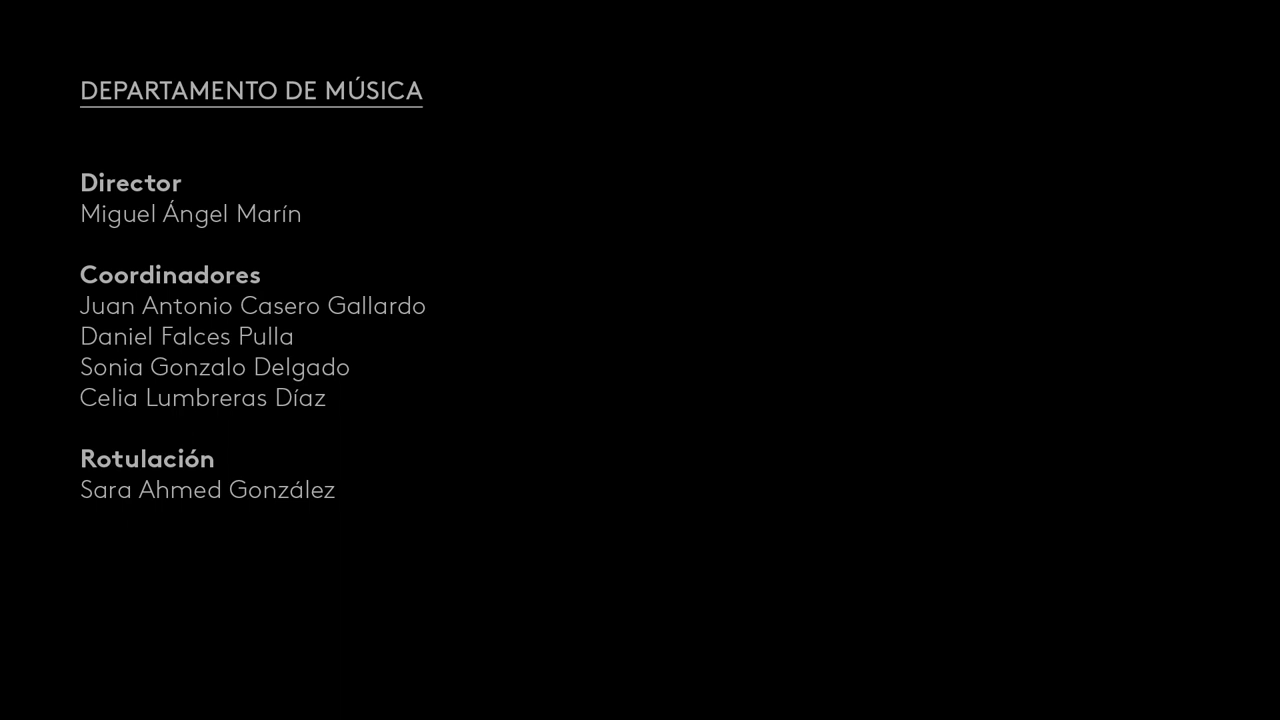 DEPARTAMENTO DE MÚSICA
Director
Miguel Ángel Marín
Coordinadores
Juan Antonio Casero Gallardo
Daniel Falces Pulla
Sonia Gonzalo Delgado
Celia Lumbreras Díaz
Rotulación
Sara Ahmed González